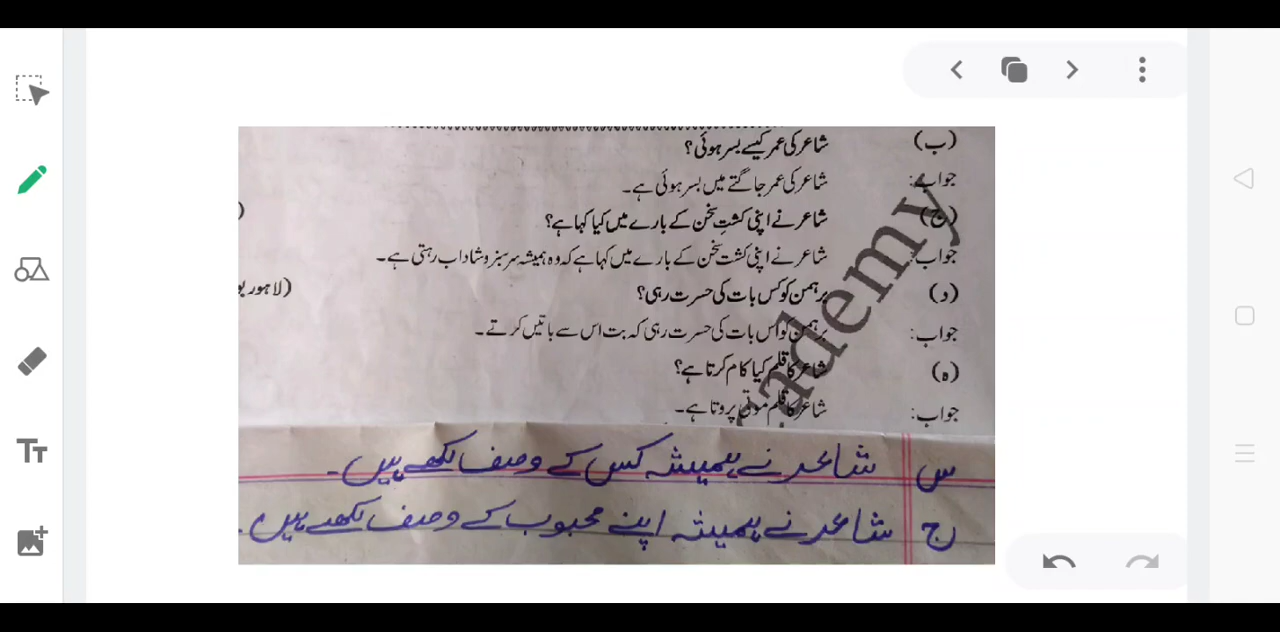 (ب) شاعر کی عمر کیسے بسر ہوئی؟
جواب: شاعر کی عمر جاگتے میں بسر ہوئی ہے۔
(ج) شاعر نے اپنی کشتِ سخن کے بارے میں کیا کہا ہے؟ )
جواب: شاعر نے اپنی کشت سخن کے بارے میں کہا ہے کہ وہ ہمیشہ سرسبز و شاداب رہتی ہے۔
(د) برہمن کو کس بات کی حسرت رہی؟ (لاہور بو
جواب: برہمن کو اس بات کی حسرت رہی کہ بت اس سے باتیں کرتے۔
(ہ) شاعر کا قلم کیا کام کرتا ہے؟
جواب: شاعر کا قلم موتی پروتا ہے۔
cademy
س شاعر نے ہمیشہ کس کے وصف لکھے ہیں۔
ج شاعر نے ہمیشہ اپنے محبوب کے وصف لکھے ہیں۔
Tт